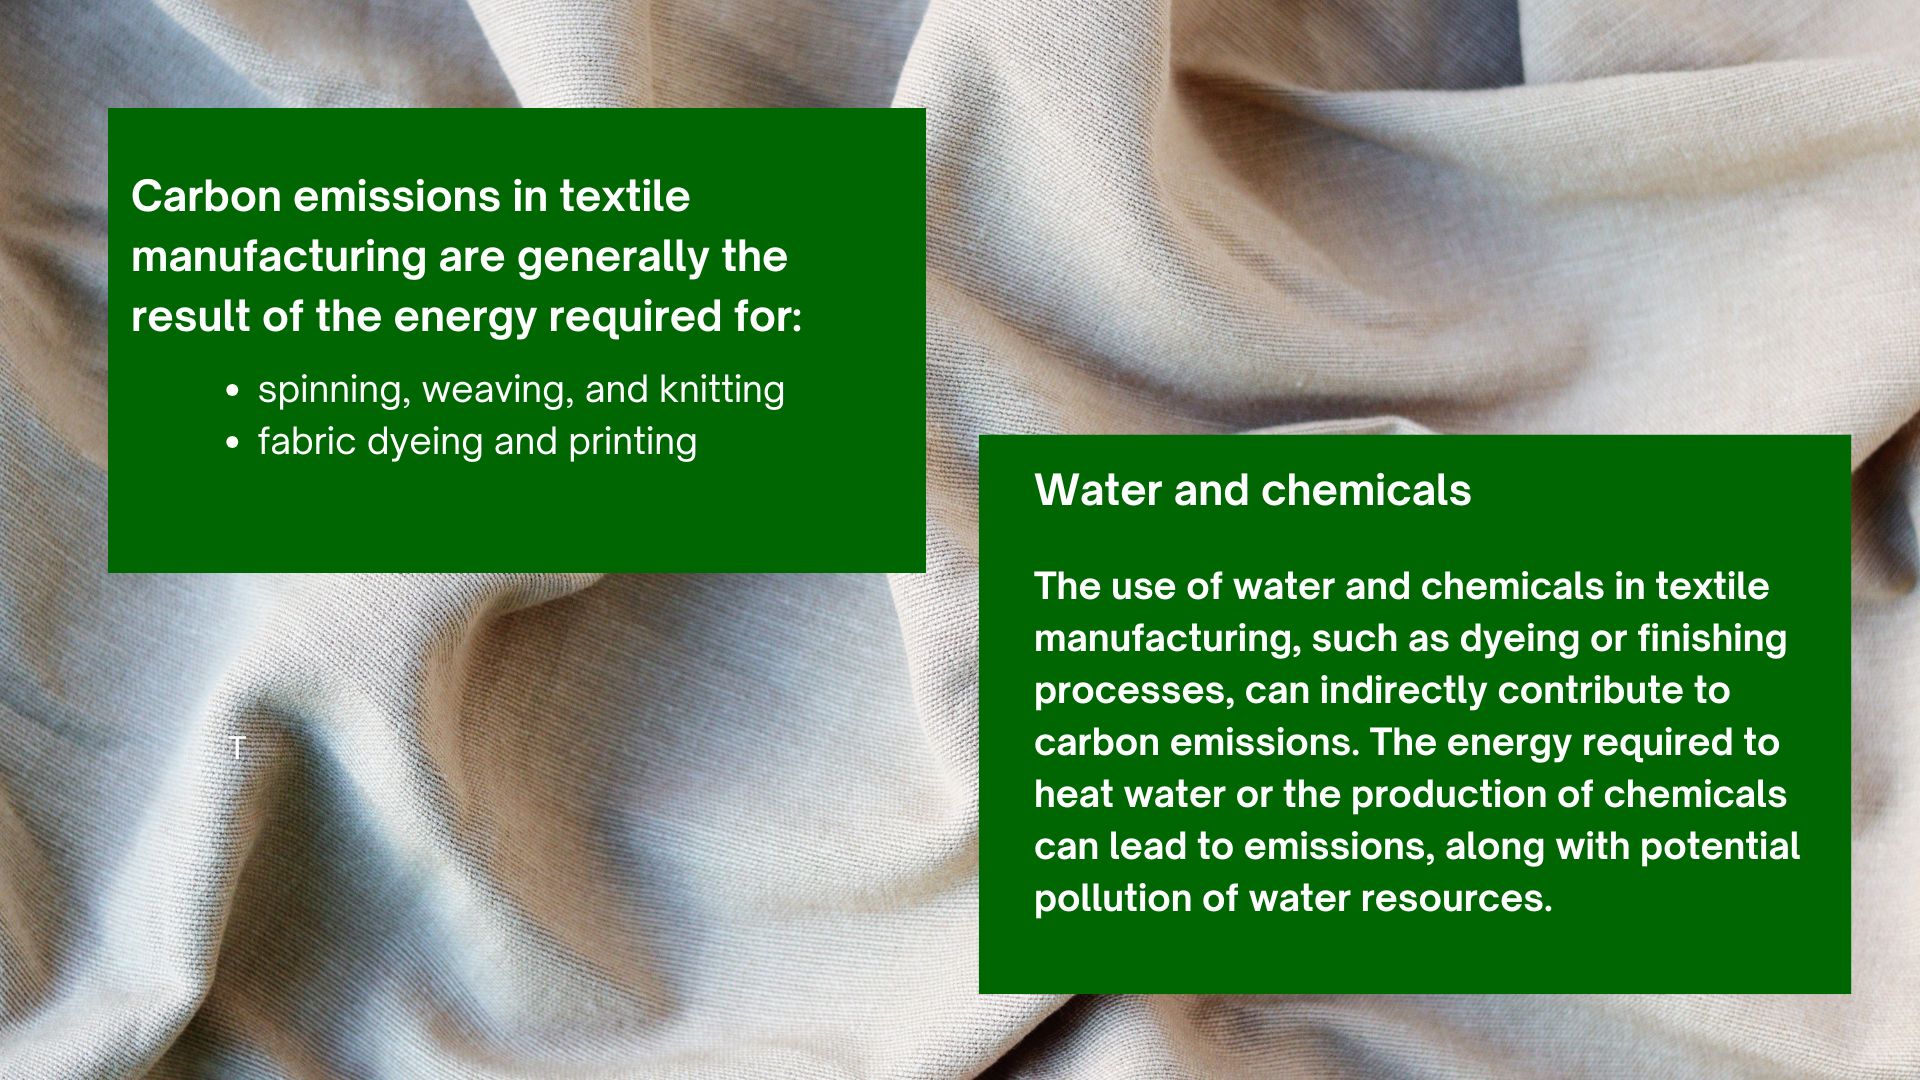 Carbon emissions in textile
manufacturing are generally the
result of the energy required for:
• spinning, weaving, and knitting
• fabric dyeing and printing
Water and chemicals
The use of water and chemicals in textile
manufacturing, such as dyeing or finishing
processes, can indirectly contribute to
carbon emissions. The energy required to
heat water or the production of chemicals
can lead to emissions, along with potential
pollution of water resources.
T